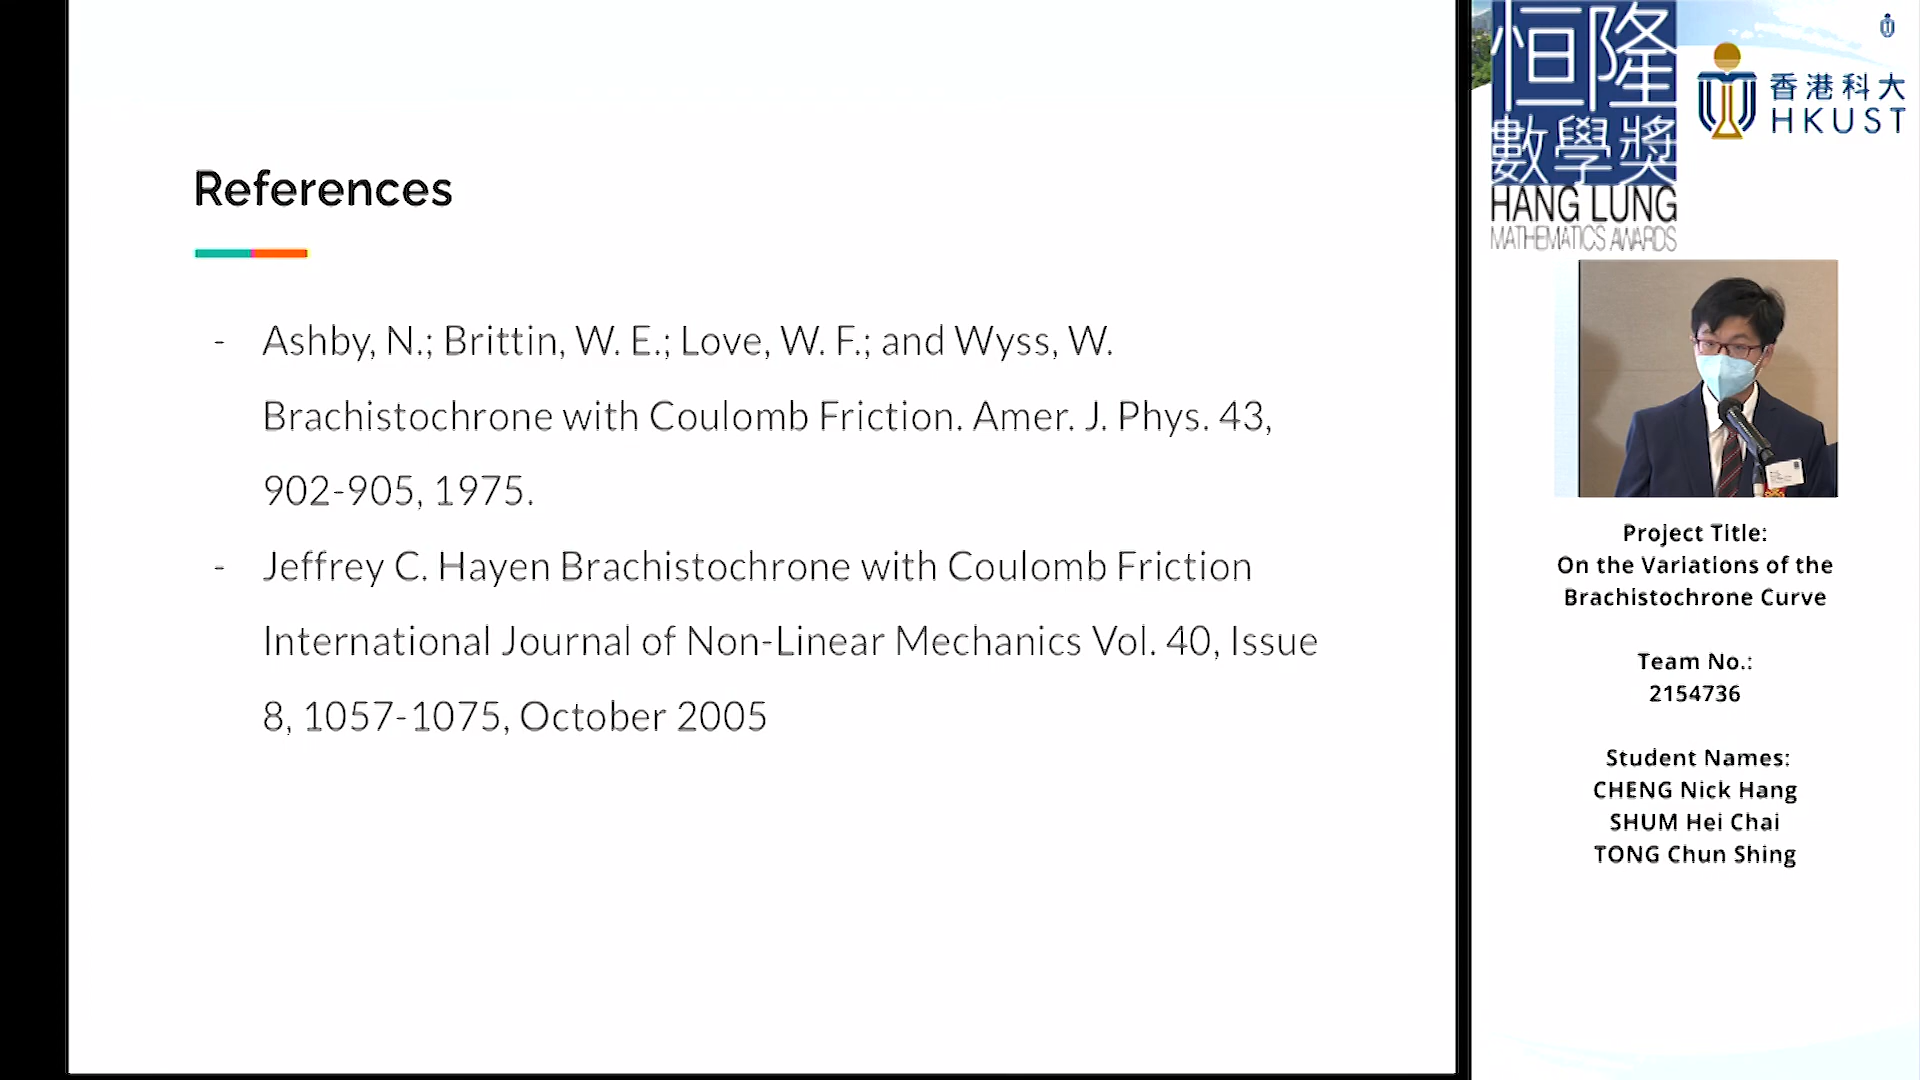 References
- Ashby, N.; Brittin, W. E.; Love, W. F.; and Wyss, W.
Brachistochrone with Coulomb Friction. Amer. J. Phys. 43,
902-905, 1975.
- Jeffrey C. Hayen Brachistochrone with Coulomb Friction
International Journal of Non-Linear Mechanics Vol. 40, Issue
8, 1057-1075, October 2005
恒隆
數學獎
HANG LUNG
MATHEMATICS AWARDS
香港科大
HKUST
Project Title:
On the Variations of the
Brachistochrone Curve
Team No.:
2154736
Student Names:
CHENG Nick Hang
SHUM Hei Chai
TONG Chun Shing